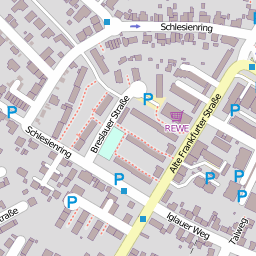 Schlesienring
P
P
P
REWE
Alte Frankfurter Straße
Breslauer Straße
Schlesienring
P
P
P
P
Straße
Iglauer Weg
Talweg